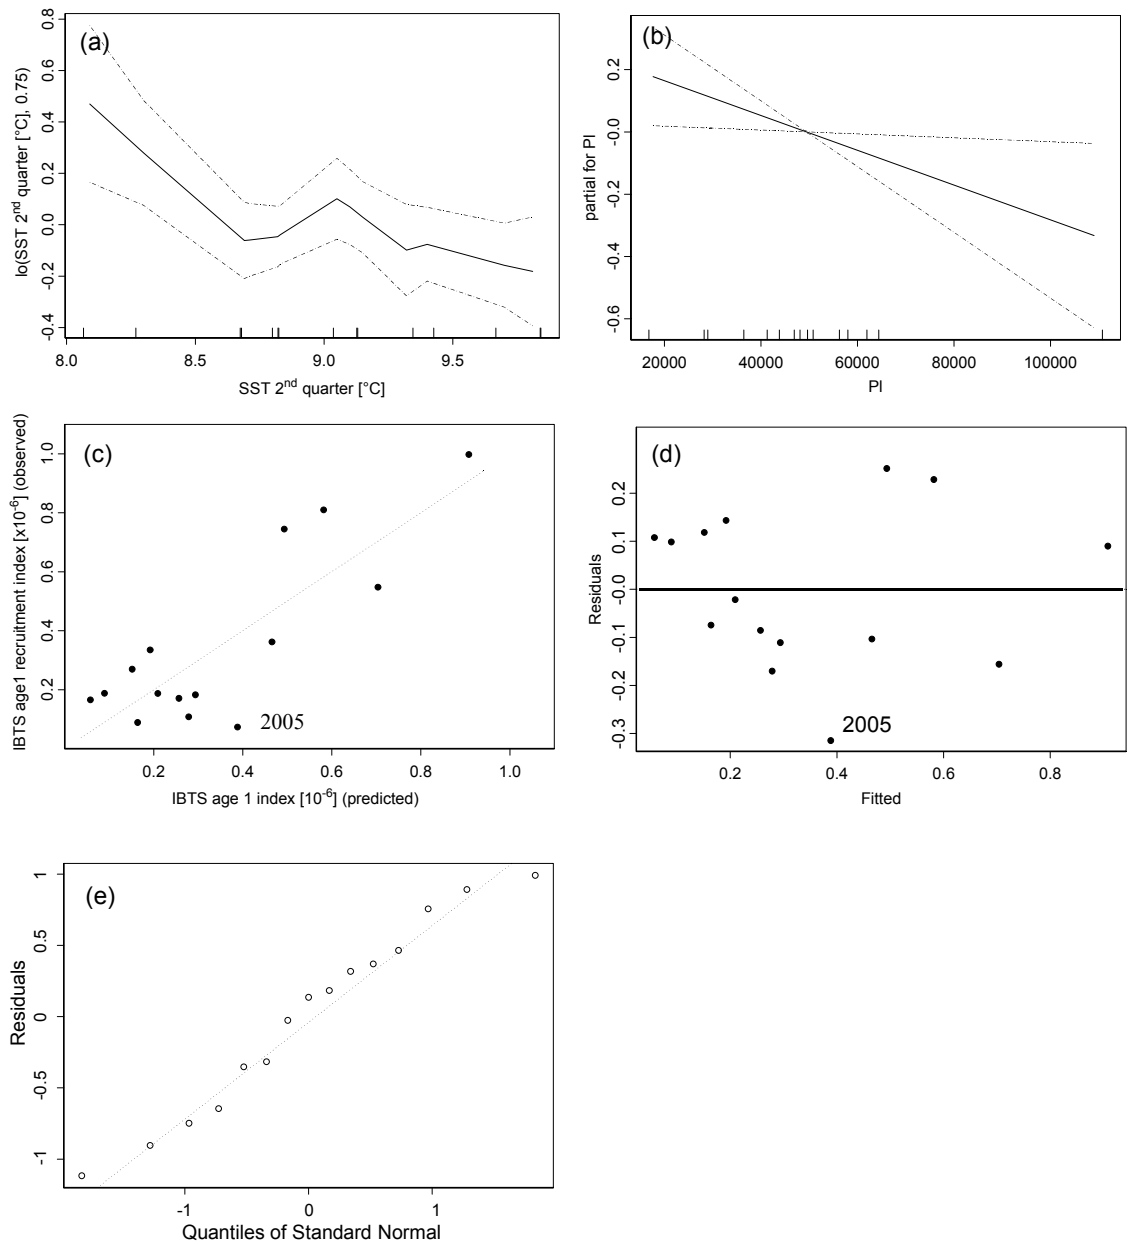 (a)
lo(SST 2nd quarter [°C], 0.75)
0.8
0.6
0.4
0.2
0.0
-0.2
-0.4
8.0 8.5 9.0 9.5
SST 2nd quarter [°C]
(b)
partial for PI
0.2
-0.0
-0.2
-0.4
-0.6
20000 40000 60000 80000 100000
PI
(c)
IBTS age1 recruitment index [x10-6] (observed)
1.0
0.8
0.6
0.4
0.2
2005
0.2 0.4 0.6 0.8 1.0
IBTS age 1 index [10-6] (predicted)
(d)
Residuals
0.2
0.1
-0.0
-0.1
-0.2
-0.3
2005
0.2 0.4 0.6 0.8
Fitted
(e)
Residuals
1
0.5
0
-0.5
-1
-1 0 1
Quantiles of Standard Normal